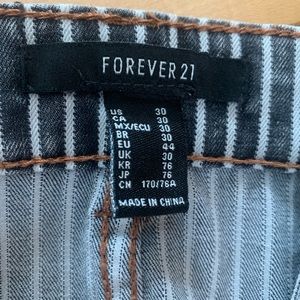 FOREVER 21
US 30
CA 30
MX/ECU 30
BR 30
EU 44
UK 30
KR 76
JP 76
CN 170/76A
MADE IN CHINA